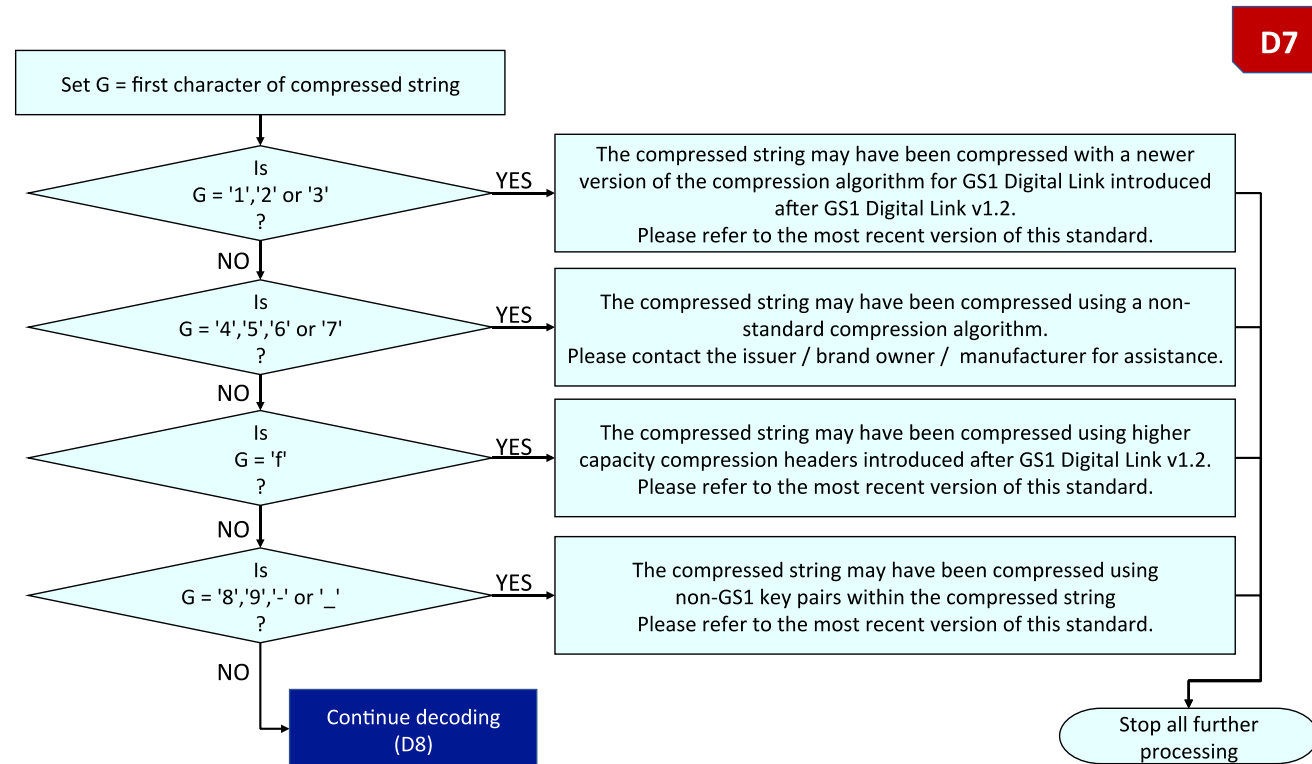 D7
Set G = first character of compressed string
Is
G = '1','2' or '3'
?
YES
The compressed string may have been compressed with a newer
version of the compression algorithm for GS1 Digital Link introduced
after GS1 Digital Link v1.2.
Please refer to the most recent version of this standard.
NO
Is
G = '4','5','6' or '7'
?
YES
The compressed string may have been compressed using a non-
standard compression algorithm.
Please contact the issuer / brand owner /  manufacturer for assistance.
NO
Is
G = 'f'
?
YES
The compressed string may have been compressed using higher
capacity compression headers introduced after GS1 Digital Link v1.2.
Please refer to the most recent version of this standard.
NO
Is
G = '8','9','-' or '_'
?
YES
The compressed string may have been compressed using
non-GS1 key pairs within the compressed string
Please refer to the most recent version of this standard.
NO
Continue decoding
(D8)
Stop all further
processing